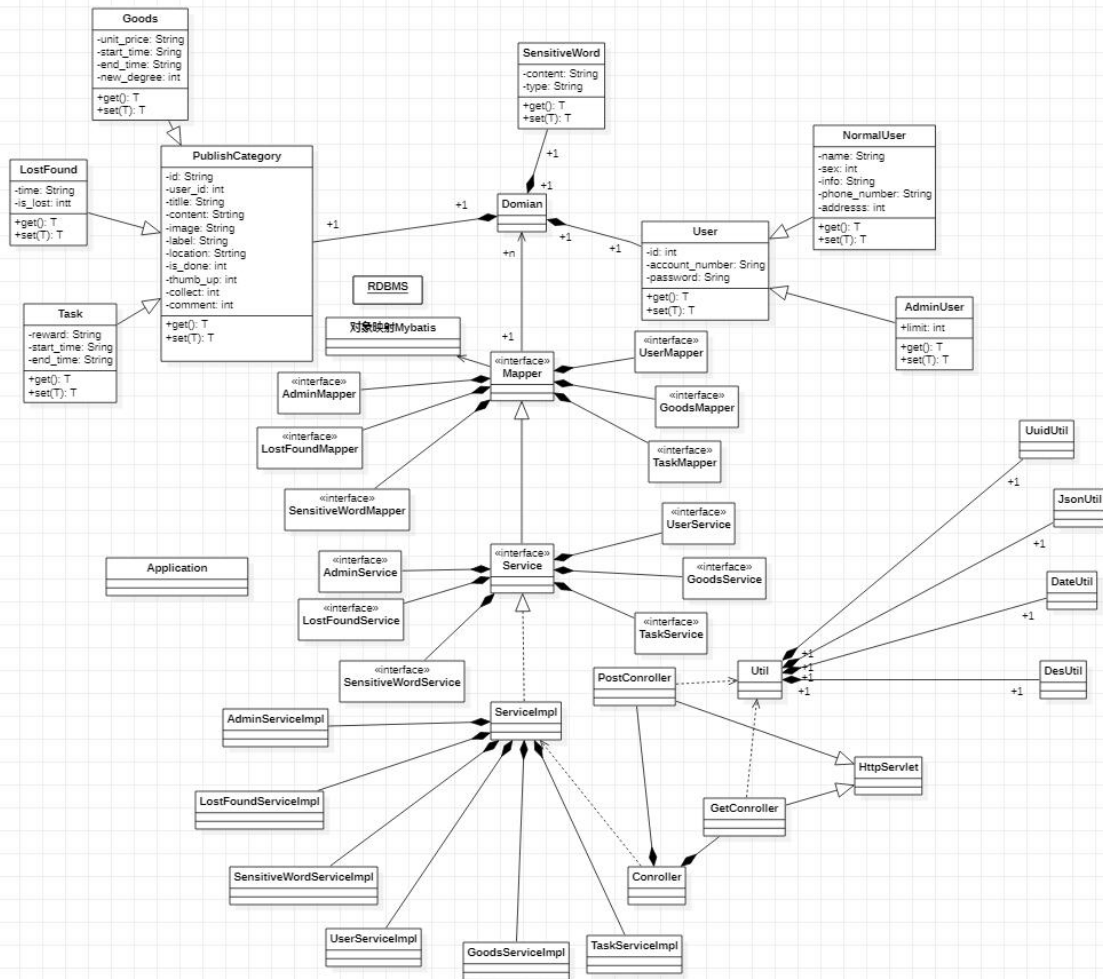 Goods
-unit_price: String
-start_time: Sring
-end_time: String
-new_degree: int
+get(): T
+set(T): T
SensitiveWord
-content: String
-type: String
+get(): T
+set(T): T
NormalUser
-name: String
-sex: int
-info: String
-phone_number: String
-addresss: int
+get(): T
+set(T): T
LostFound
-time: String
-is_lost: intt
+get(): T
+set(T): T
PublishCategory
-id: String
-user_id: int
-titlle: String
-content: Strting
-image: String
-label: String
-location: Strting
-is_done: int
-thumb_up: int
-collect: int
-comment: int
+get(): T
+set(T): T
+1
+1
+1
+1
Domian
+1
+1
+n
+1
User
-id: int
-account_number: Sring
-password: Sring
+get(): T
+set(T): T
AdminUser
+limit: int
+get(): T
+set(T): T
Task
-reward: String
-start_time: Sring
-end_time: String
+get(): T
+set(T): T
RDBMS
对象映射Mybatis
«interface»
Mapper
«interface»
UserMapper
«interface»
AdminMapper
«interface»
GoodsMapper
«interface»
LostFoundMapper
«interface»
TaskMapper
«interface»
SensitiveWordMapper
«interface»
UserService
«interface»
Service
«interface»
AdminService
«interface»
GoodsService
«interface»
LostFoundService
«interface»
TaskService
«interface»
SensitiveWordService
Application
UuidUtil
+1
JsonUtil
+1
DateUtil
+1
DesUtil
+1
Util
+1
+1
+1
+1
PostConroller
HttpServlet
GetConroller
Conroller
ServiceImpl
AdminServiceImpl
LostFoundServiceImpl
SensitiveWordServiceImpl
UserServiceImpl
GoodsServiceImpl
TaskServiceImpl